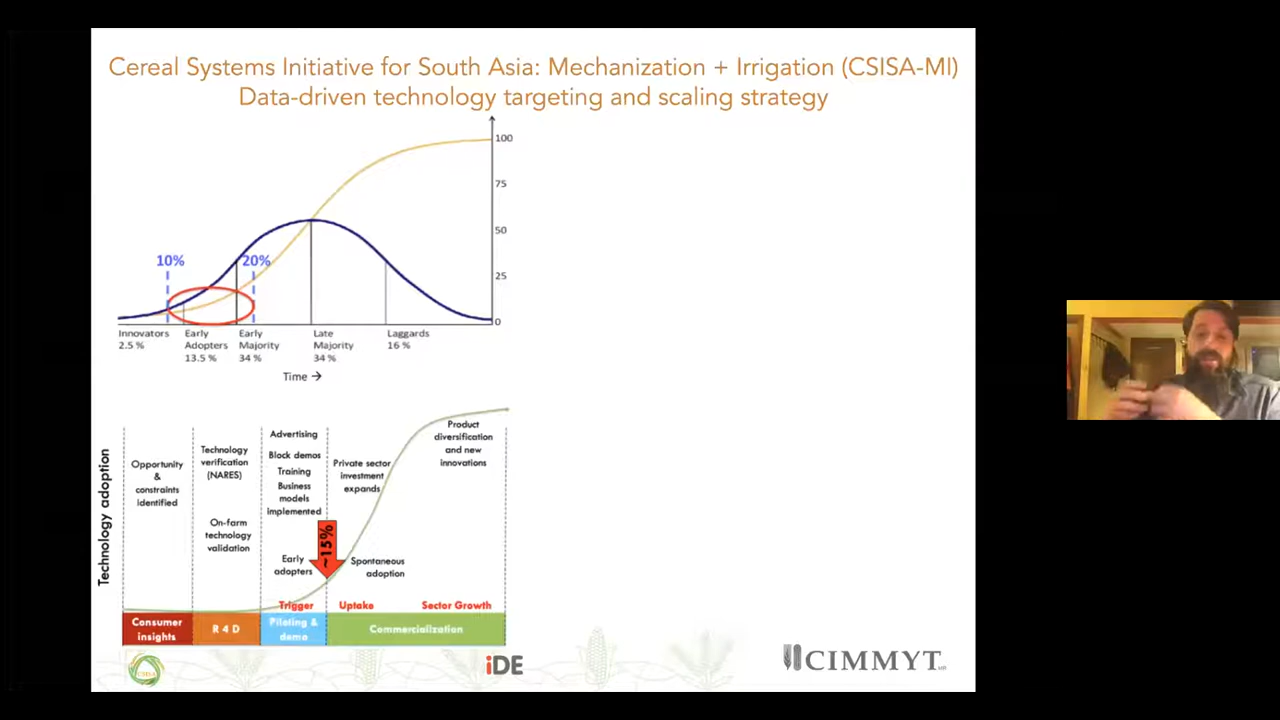 Cereal Systems Initiative for South Asia: Mechanization + Irrigation (CSISA-MI)
Data-driven technology targeting and scaling strategy
100
75
50
25
0
10%
20%
Innovators
2.5 %
Early
Adopters
13.5 %
Early
Majority
34 %
Late
Majority
34 %
Laggards
16 %
Time →
Technology adoption
Opportunity
&
constraints
identified
Technology
verification
(NARES)
On-farm
technology
validation
Advertising
Block demos
Training
Business
models
implemented
Early
adopters
~15%
Private sector
investment
expands
Spontaneous
adoption
Product
diversification
and new
innovations
Trigger
Uptake
Sector Growth
Consumer
insights
R 4 D
Piloting &
demo
Commercialization
CSISA
iDE
CIMMYT